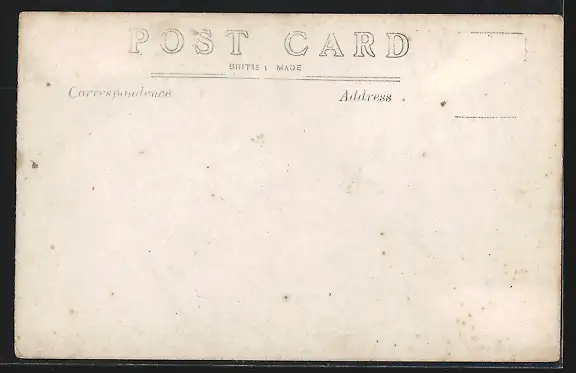 POST CARD
BRITISH MADE
Correspondence
Address